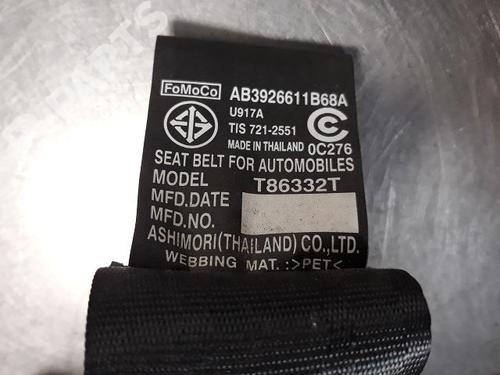 FoMoCo AB3926611B68A
U917A
TIS 721-2551
MADE IN THAILAND 0C276
SEAT BELT FOR AUTOMOBILES
MODEL T86332T
MFD.DATE
MFD.NO.
ASHIMORI(THAILAND) CO.,LTD.
WEBBING MAT. :>PET<